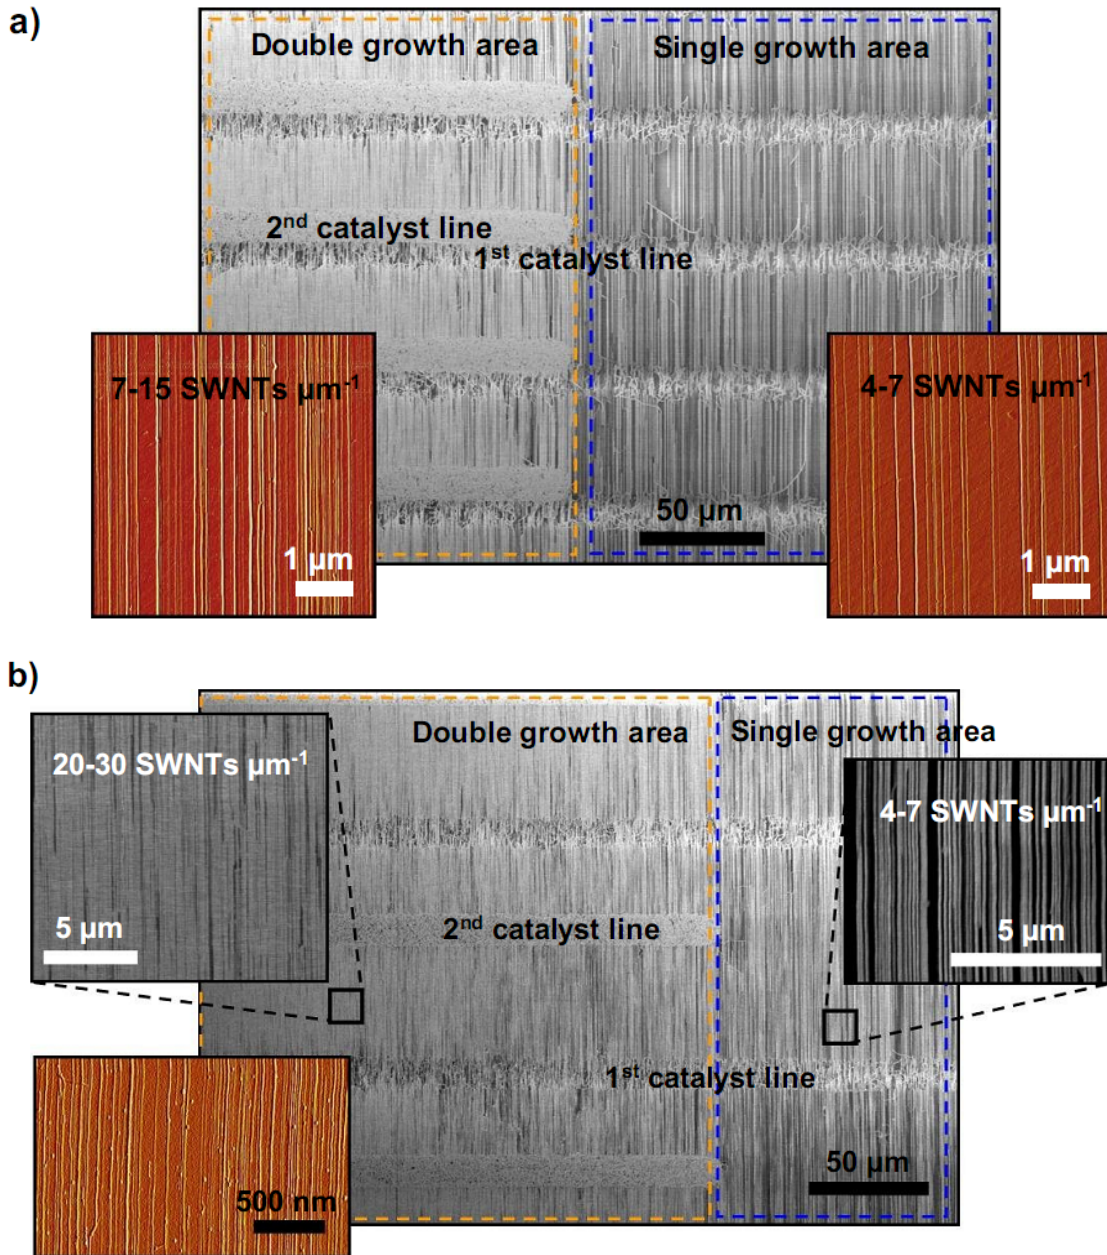 a)
Double growth area
Single growth area
2nd catalyst line
1st catalyst line
7-15 SWNTs µm-1
4-7 SWNTs µm-1
50 µm
1 µm
1 µm
b)
Double growth area
Single growth area
20-30 SWNTs µm-1
4-7 SWNTs µm-1
5 µm
2nd catalyst line
5 µm
1st catalyst line
50 µm
500 nm